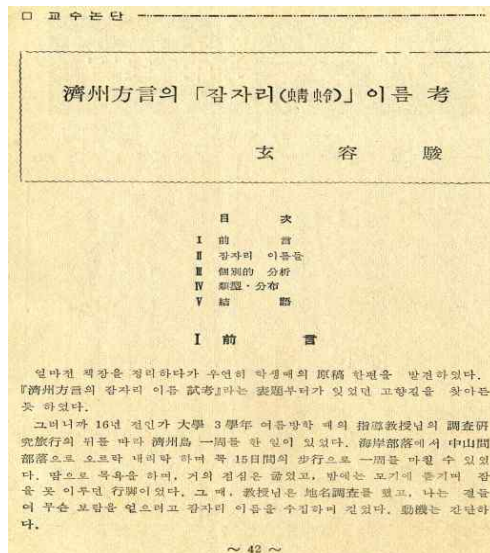 □ 교수논단
濟州方言의 「잠자리(蜻蛉)」 이름 考
玄 容 駿
目 次
Ⅰ 前 言
Ⅱ 잠자리 이름들
Ⅲ 個別的 分析
Ⅳ 類型·分布
Ⅴ 結 語
Ⅰ 前 言
얼마전 책장을 정리하다가 우연히 학생때의 原稿 한편을 발견하였다.
『濟州方言의 잠자리 이름 試考』라는 表題부터가 잊었던 고향길을 찾아든
듯 하였다.
그러니까 16년 전인가 大學 3學年 여름방학 때의 指導教授님의 調査研
究旅行의 뒤를 따라 濟州島 一周를 한 일이 있었다. 海岸部落에서 中山間
部落으로 오르락 내리락 하며 꼭 15日間의 步行으로 一周를 마칠 수 있었
다. 땀으로 목욕을 하며, 거의 점심은 굶었고, 밤에는 모기에 뜯기며 잠
을 못 이루던 行脚이었다. 그 때, 敎授님은 地名調査를 했고, 나는 곁들
여 무슨 보람을 얻으려고 잠자리 이름을 수집하며 걸었다. 動機는 간단하
다.
~ 42 ~